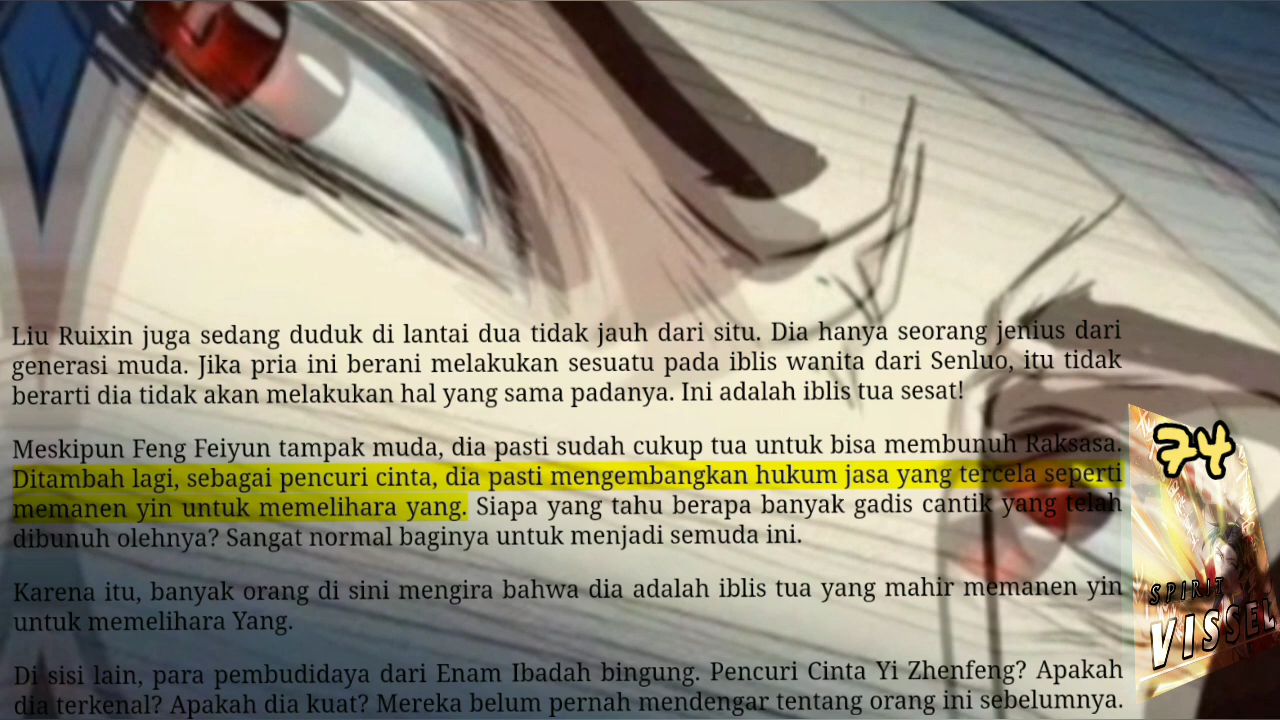 Liu Ruixin juga sedang duduk di lantai dua tidak jauh dari situ. Dia hanya seorang jenius dari
generasi muda. Jika pria ini berani melakukan sesuatu pada iblis wanita dari Senluo, itu tidak
berarti dia tidak akan melakukan hal yang sama padanya. Ini adalah iblis tua sesat!
Meskipun Feng Feiyun tampak muda, dia pasti sudah cukup tua untuk bisa membunuh Raksasa.
Ditambah lagi, sebagai pencuri cinta, dia pasti mengembangkan hukum jasa yang tercela seperti
memanen yin untuk memelihara yang. Siapa yang tahu berapa banyak gadis cantik yang telah
dibunuh olehnya? Sangat normal baginya untuk menjadi semuda ini.
Karena itu, banyak orang di sini mengira bahwa dia adalah iblis tua yang mahir memanen yin
untuk memelihara Yang.
Di sisi lain, para pembudidaya dari Enam Ibadah bingung. Pencuri Cinta Yi Zhenfeng? Apakah
dia terkenal? Apakah dia kuat? Mereka belum pernah mendengar tentang orang ini sebelumnya.
74
SPIRIT
VISSEL